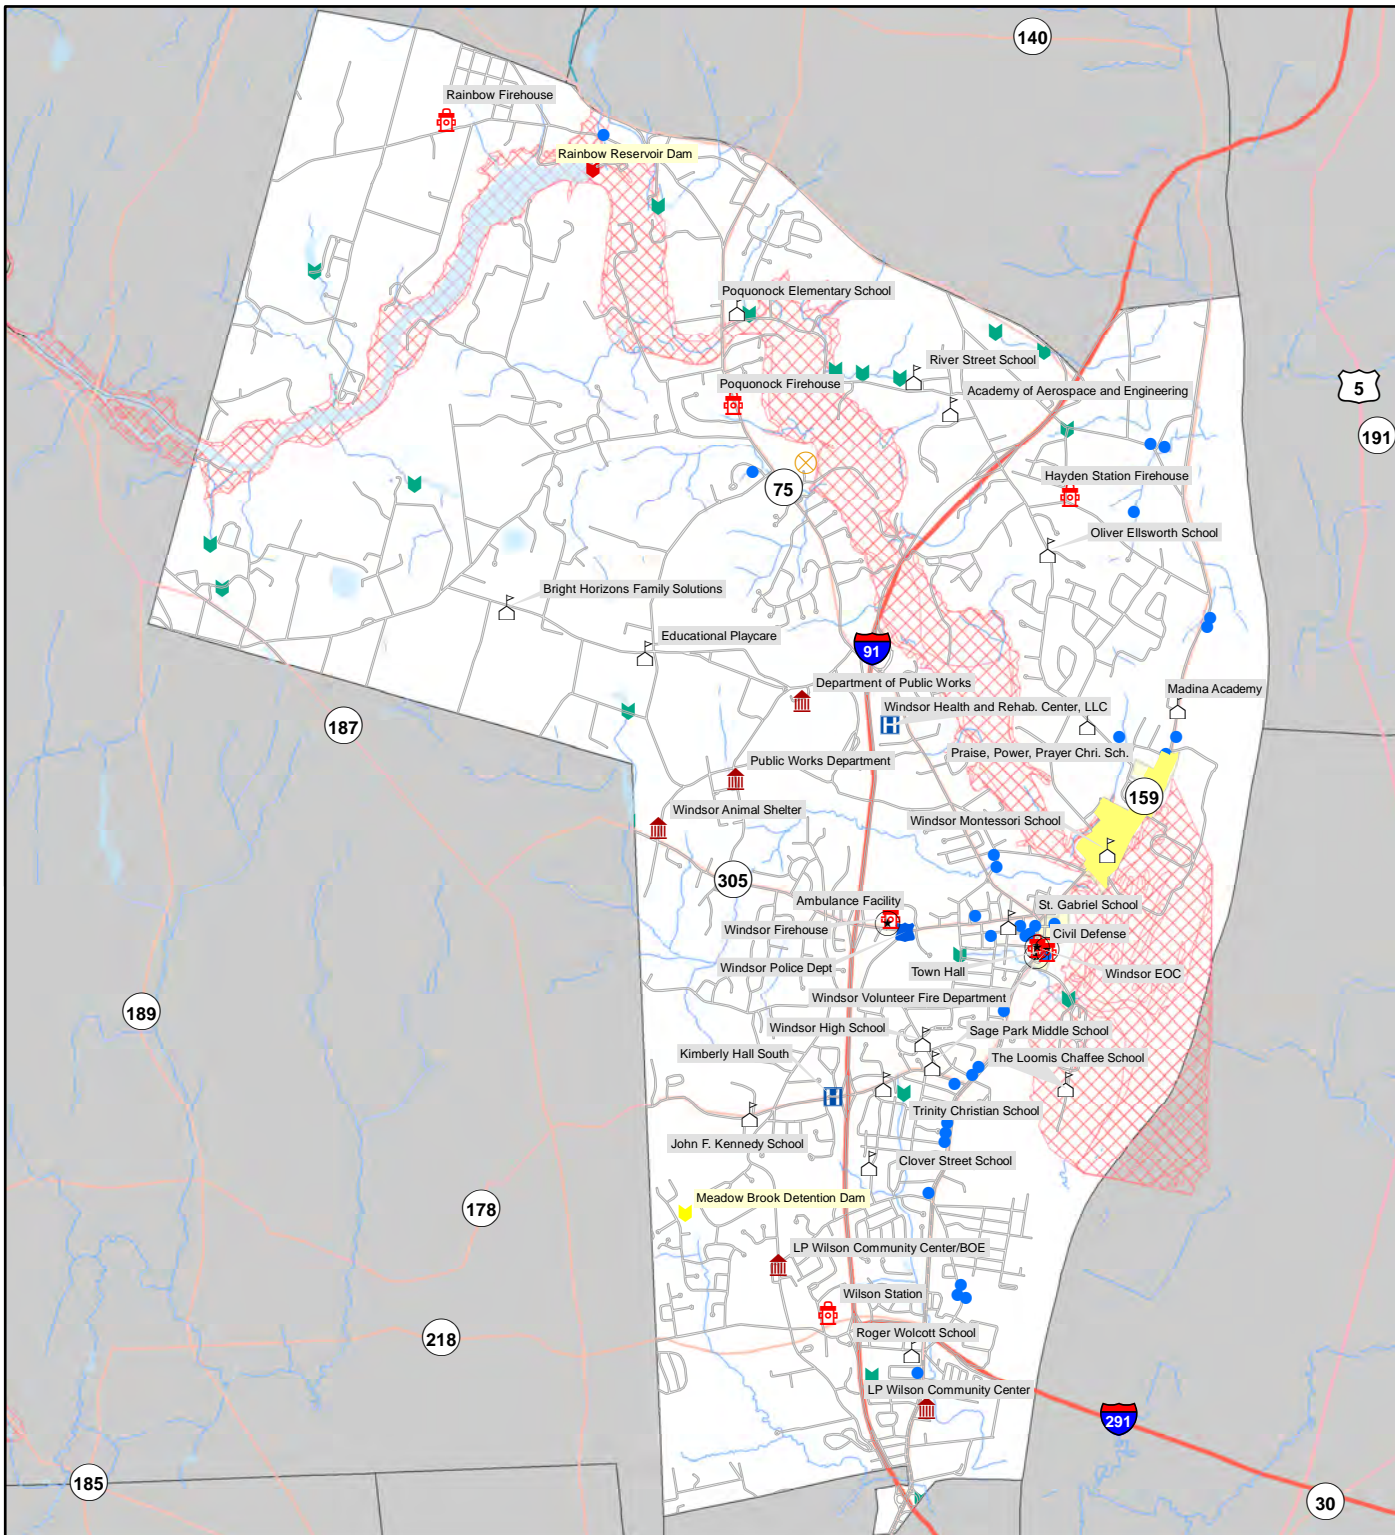 140
Rainbow Firehouse
Rainbow Reservoir Dam
Poquonock Elementary School
River Street School
Poquonock Firehouse
Academy of Aerospace and Engineering
5
191
75
Hayden Station Firehouse
Oliver Ellsworth School
Bright Horizons Family Solutions
Educational Playcare
91
Department of Public Works
Madina Academy
Windsor Health and Rehab. Center, LLC
187
Praise, Power, Prayer Chri. Sch.
Public Works Department
159
Windsor Animal Shelter
Windsor Montessori School
305
Ambulance Facility
St. Gabriel School
Windsor Firehouse
Civil Defense
Windsor Police Dept
Town Hall
Windsor EOC
Windsor Volunteer Fire Department
189
Windsor High School
Sage Park Middle School
Kimberly Hall South
The Loomis Chaffee School
Trinity Christian School
John F. Kennedy School
Clover Street School
Meadow Brook Detention Dam
178
LP Wilson Community Center/BOE
Wilson Station
218
Roger Wolcott School
LP Wilson Community Center
291
185
30